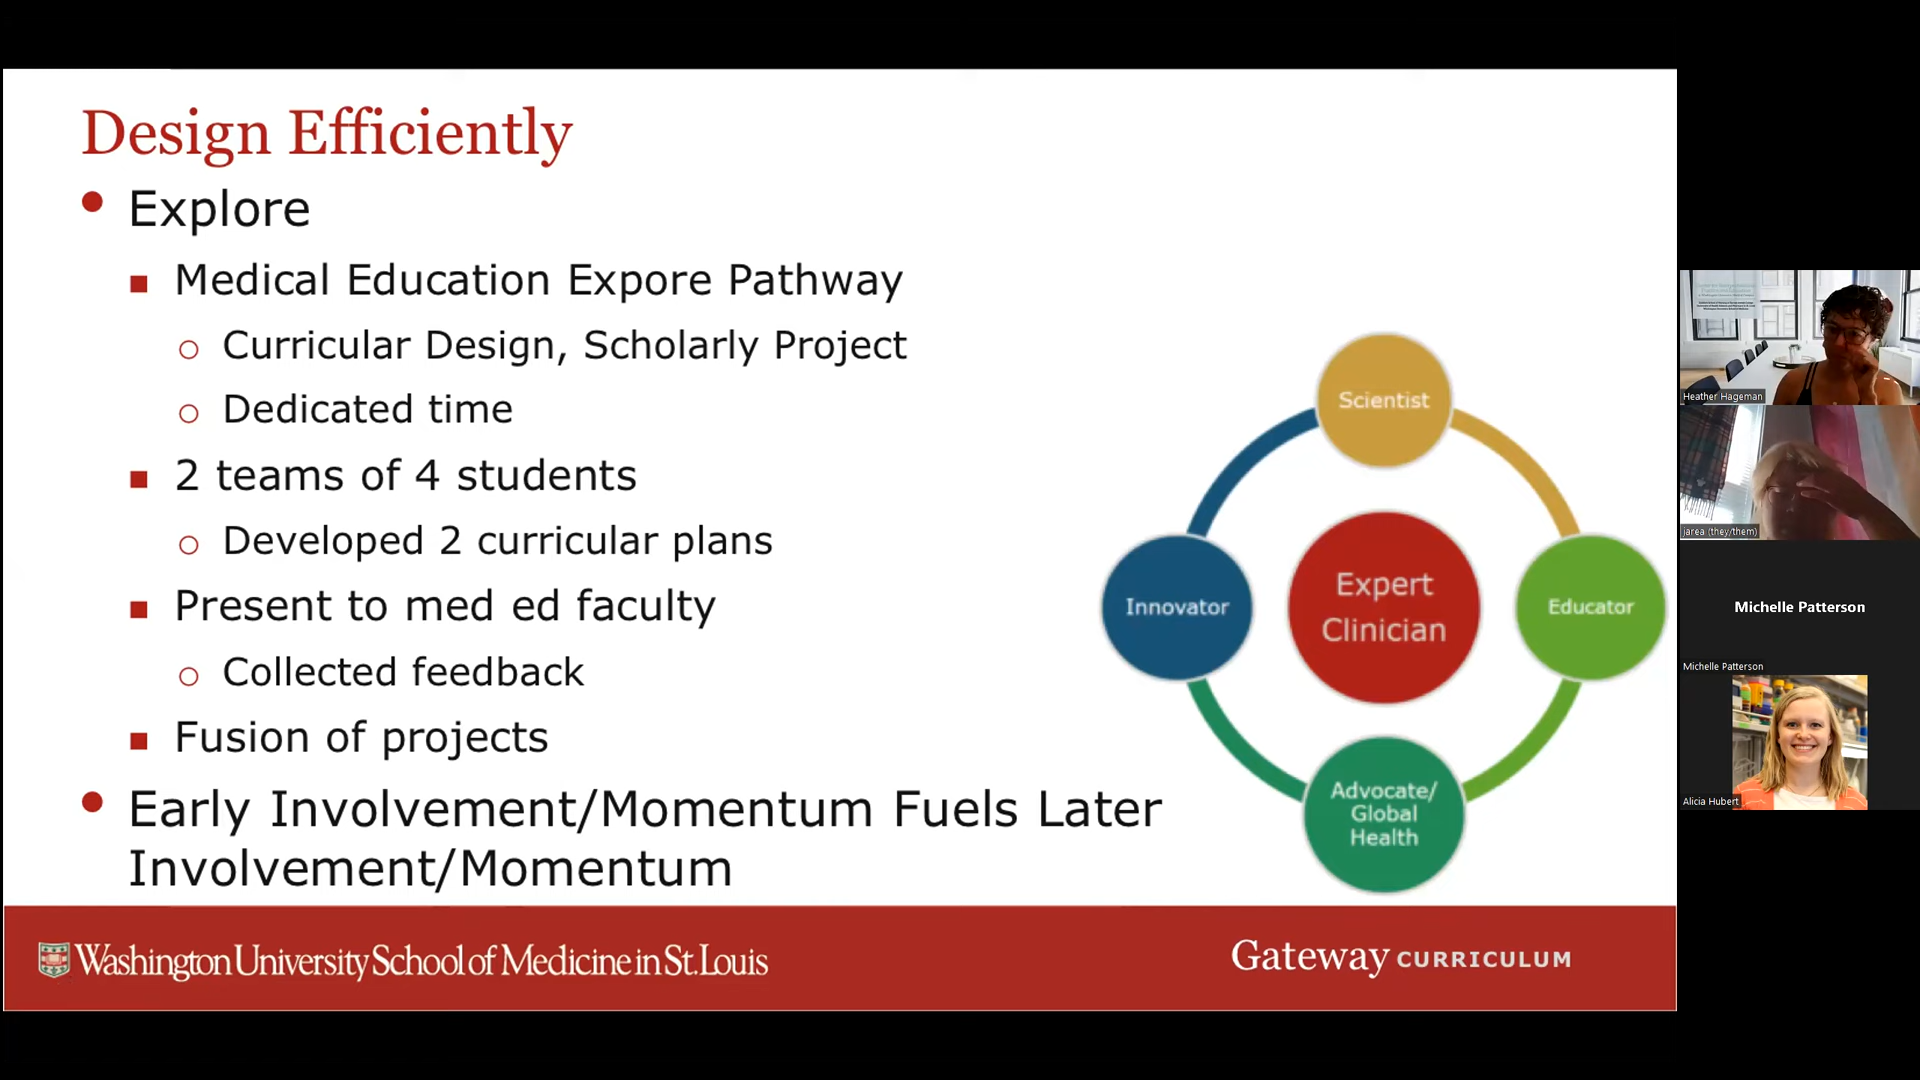 Design Efficiently
• Explore
▪ Medical Education Expore Pathway
○ Curricular Design, Scholarly Project
○ Dedicated time
▪ 2 teams of 4 students
○ Developed 2 curricular plans
▪ Present to med ed faculty
○ Collected feedback
▪ Fusion of projects
• Early Involvement/Momentum Fuels Later
Involvement/Momentum
Scientist
Innovator
Expert
Clinician
Educator
Advocate/
Global
Health
Washington University School of Medicine in St. Louis
Gateway CURRICULUM
Heather Hageman
jarea (they/them)
Michelle Patterson
Michelle Patterson
Alicia Hubert